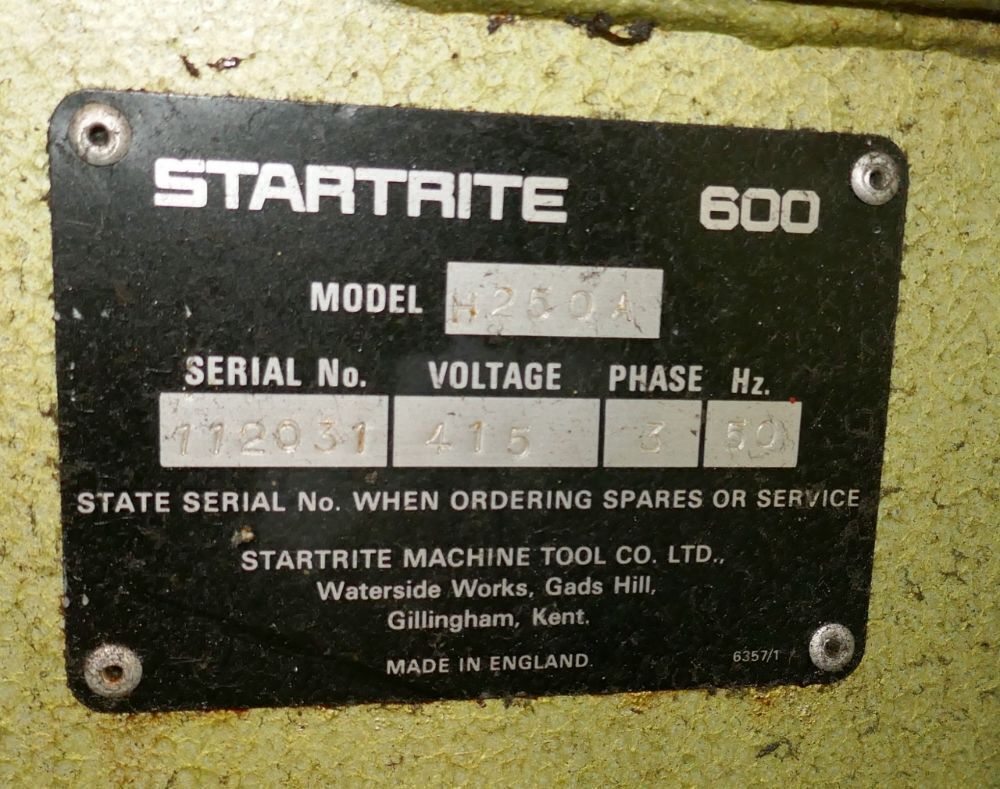 STARTRITE 600
MODEL H250A
SERIAL No. VOLTAGE PHASE Hz.
112031 415 3 50
STATE SERIAL No. WHEN ORDERING SPARES OR SERVICE
STARTRITE MACHINE TOOL CO. LTD.,
Waterside Works, Gads Hill,
Gillingham, Kent.
MADE IN ENGLAND. 6357/1